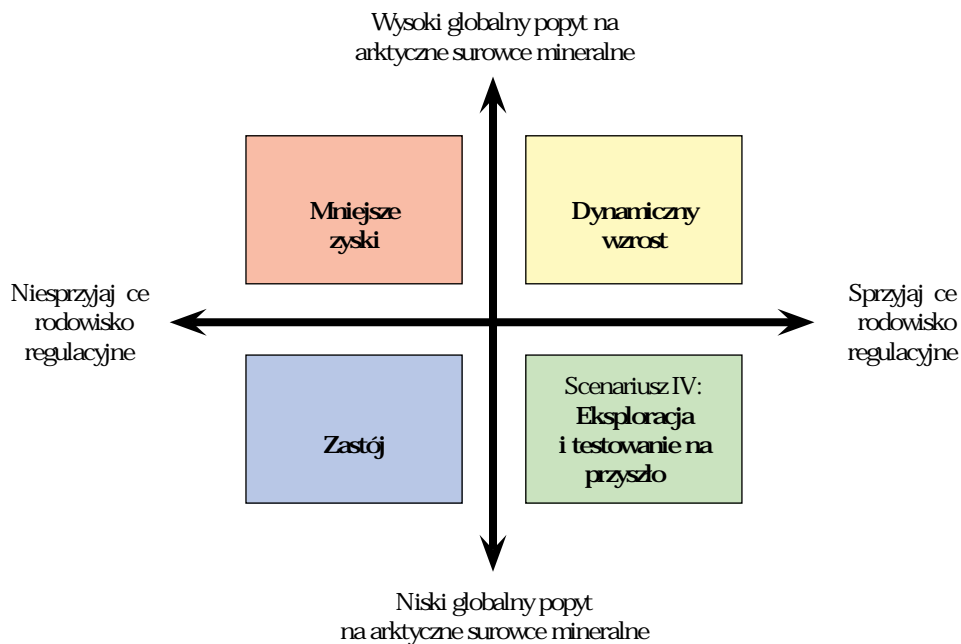 Wysoki globalny popyt na
arktyczne surowce mineralne
Mniejsze
zyski
Dynamiczny
wzrost
Niesprzyjaj ce
rodowisko
regulacyjne
Sprzyjaj ce
rodowisko
regulacyjne
Zastój
Scenariusz IV:
Eksploracja
i testowanie na
przyszło
Niski globalny popyt
na arktyczne surowce mineralne